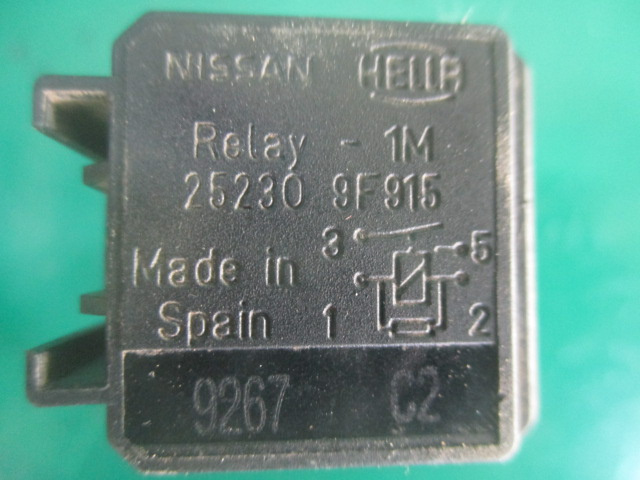 NISSAN HELLA
Relay - 1M
25230 9F915
3 5
Made in
Spain 1 2
9267 C2